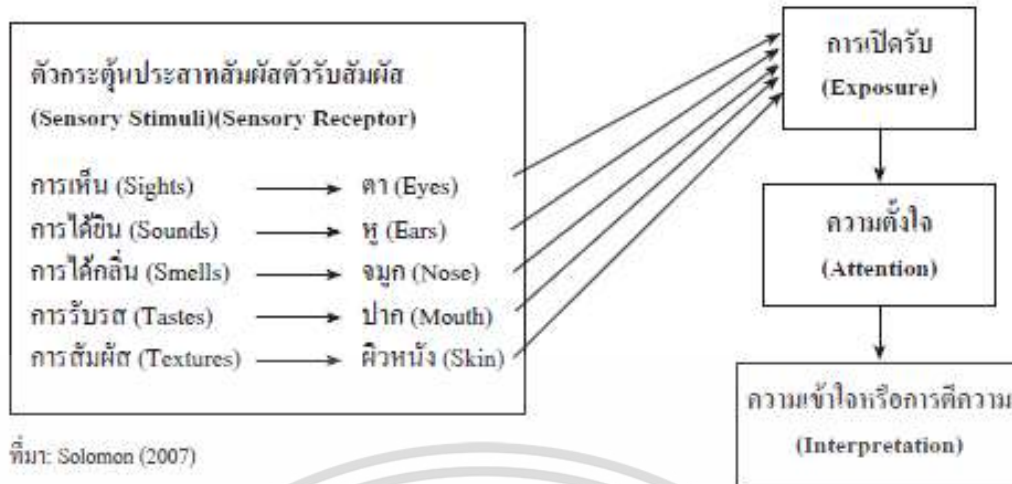 ตัวกระตุ้นประสาทสัมผัสตัวรับสัมผัส
(Sensory Stimuli)(Sensory Receptor)
การเห็น (Sights) ตา (Eyes)
การได้ยิน (Sounds) หู (Ears)
การได้กลิ่น (Smells) จมูก (Nose)
การรับรส (Tastes) ปาก (Mouth)
การสัมผัส (Textures) ผิวหนัง (Skin)
การเปิดรับ
(Exposure)
ความตั้งใจ
(Attention)
ความเข้าใจหรือการตีความ
(Interpretation)
ที่มา: Solomon (2007)